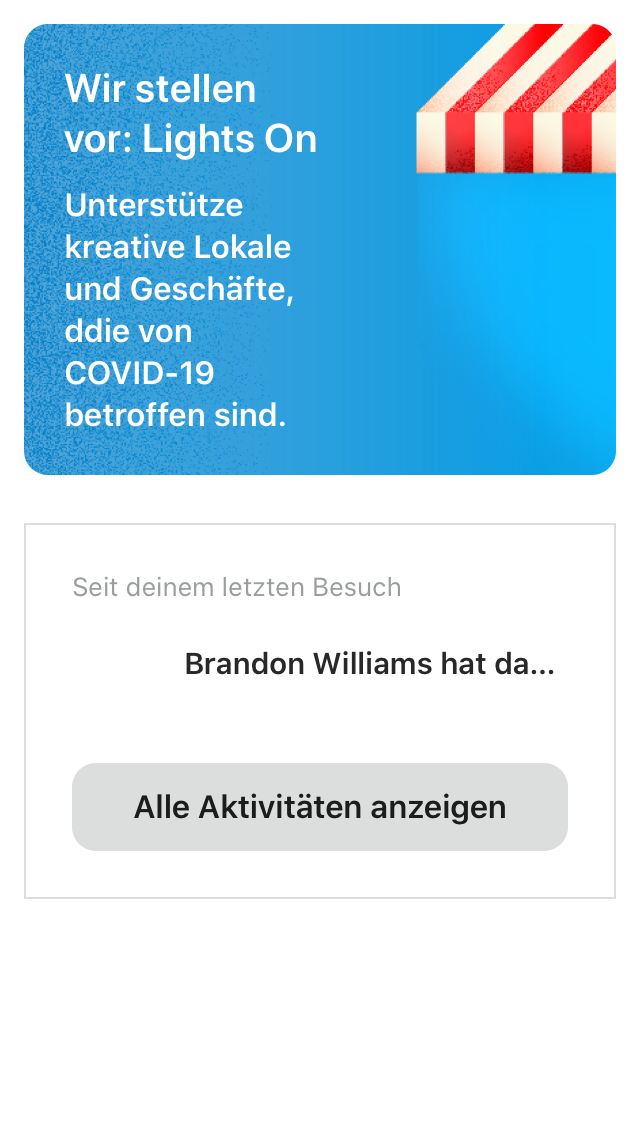 Wir stellen
vor: Lights On
Unterstütze
kreative Lokale
und Geschäfte,
ddie von
COVID-19
betroffen sind.
Seit deinem letzten Besuch
Brandon Williams hat da...
Alle Aktivitäten anzeigen